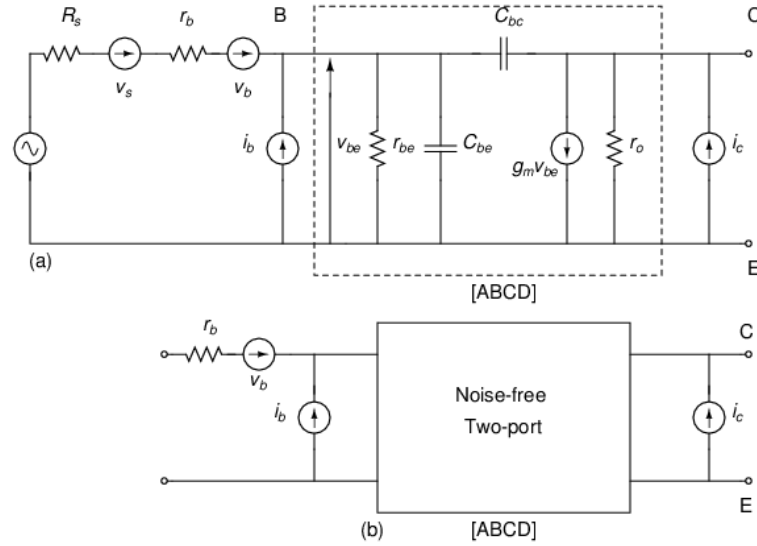 R_s r_b C_bc C
v_s v_b B
i_b v_be r_be C_be g_m v_be r_o i_c
(a) E
[ABCD]
r_b C
v_b
i_b Noise-free i_c
Two-port
E
(b) [ABCD]